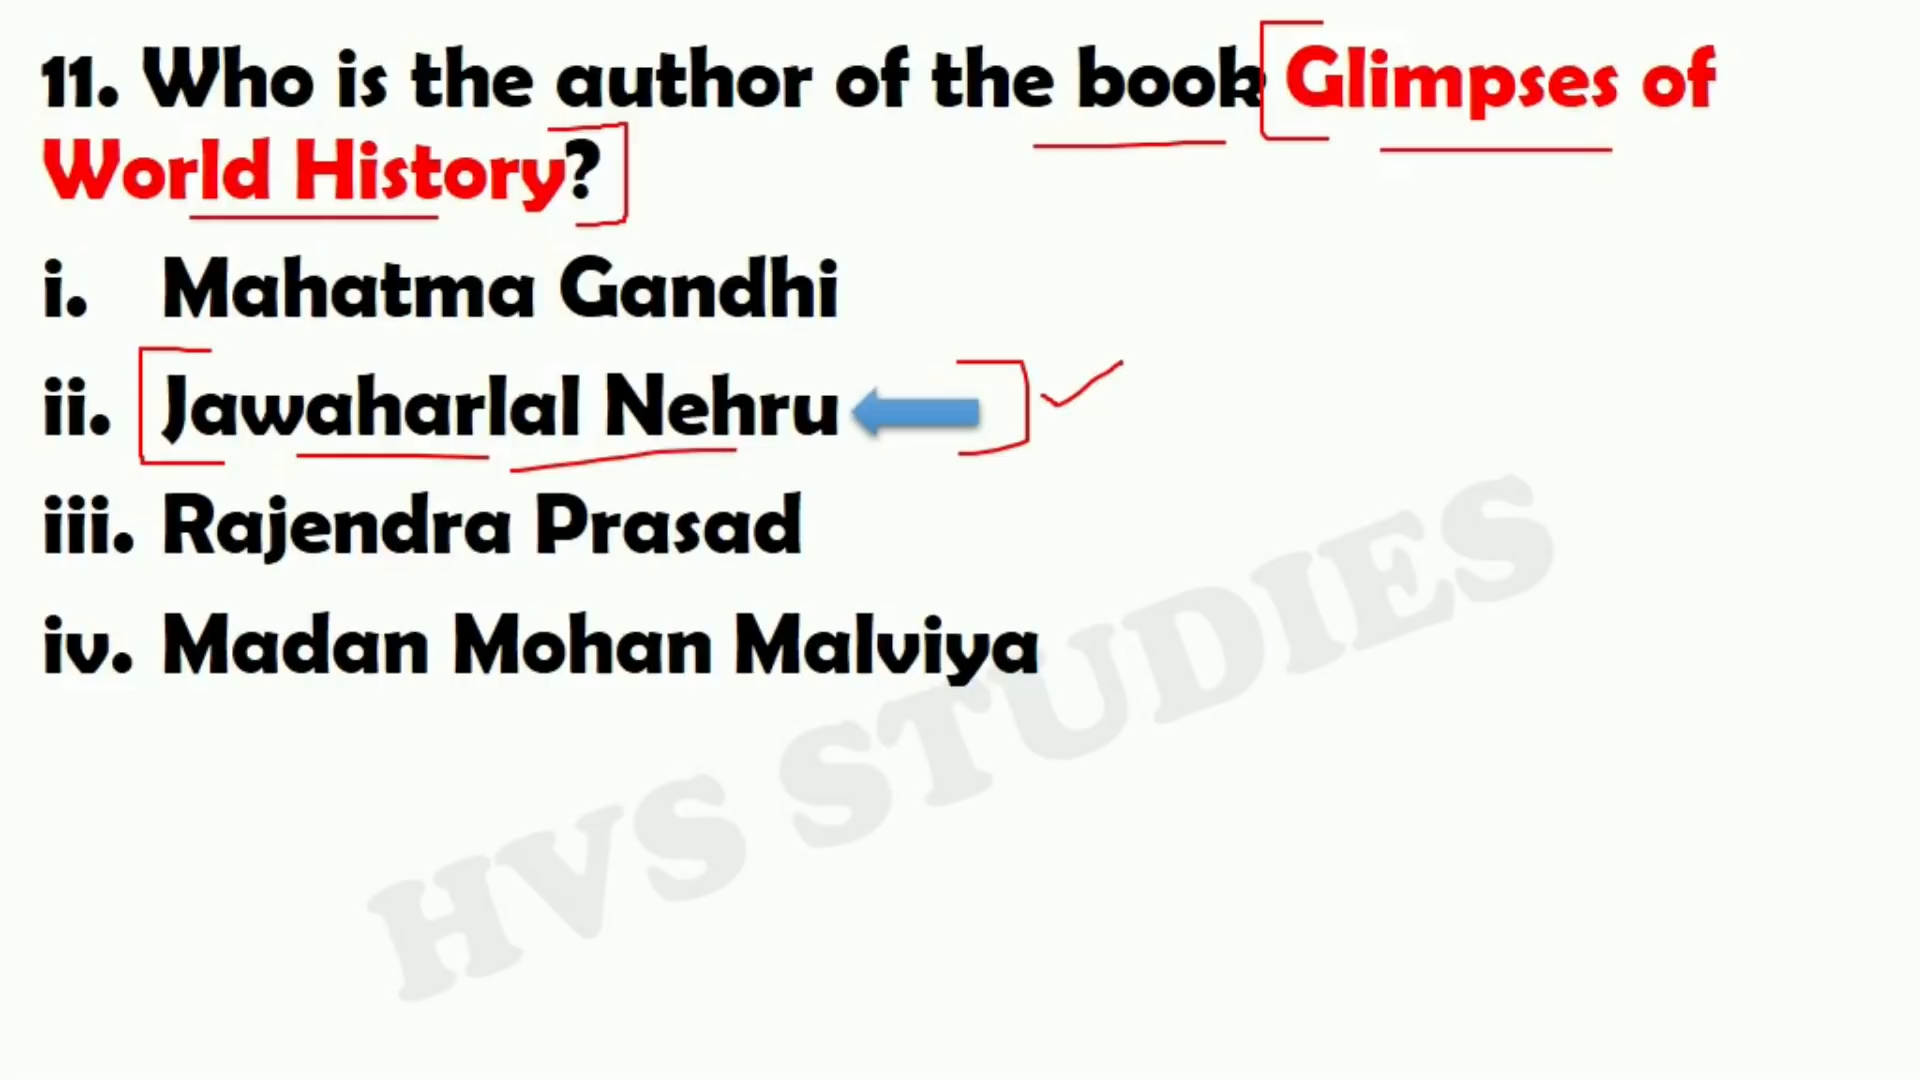 11. Who is the author of the book Glimpses of
World History?
i. Mahatma Gandhi
ii. Jawaharlal Nehru
iii. Rajendra Prasad
iv. Madan Mohan Malviya
HVS STUDIES